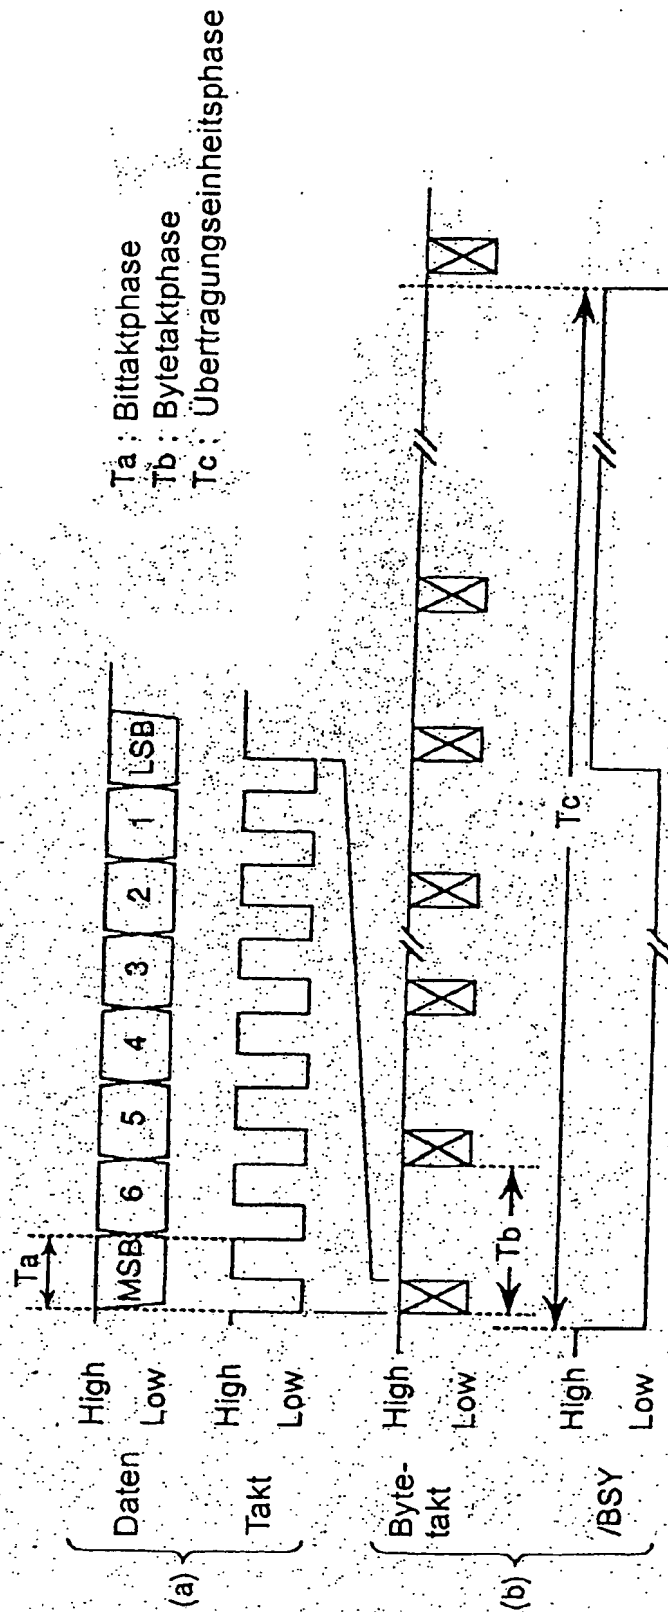 Ta : Bittaktphase
Tb : Bytetaktphase
Tc : Übertragungseinheitsphase
(a)
Daten
High
Low
Ta
MSB 6 5 4 3 2 1 LSB
Takt
High
Low
(b)
Byte-
takt
High
Low
Tb
Tc
/BSY
High
Low